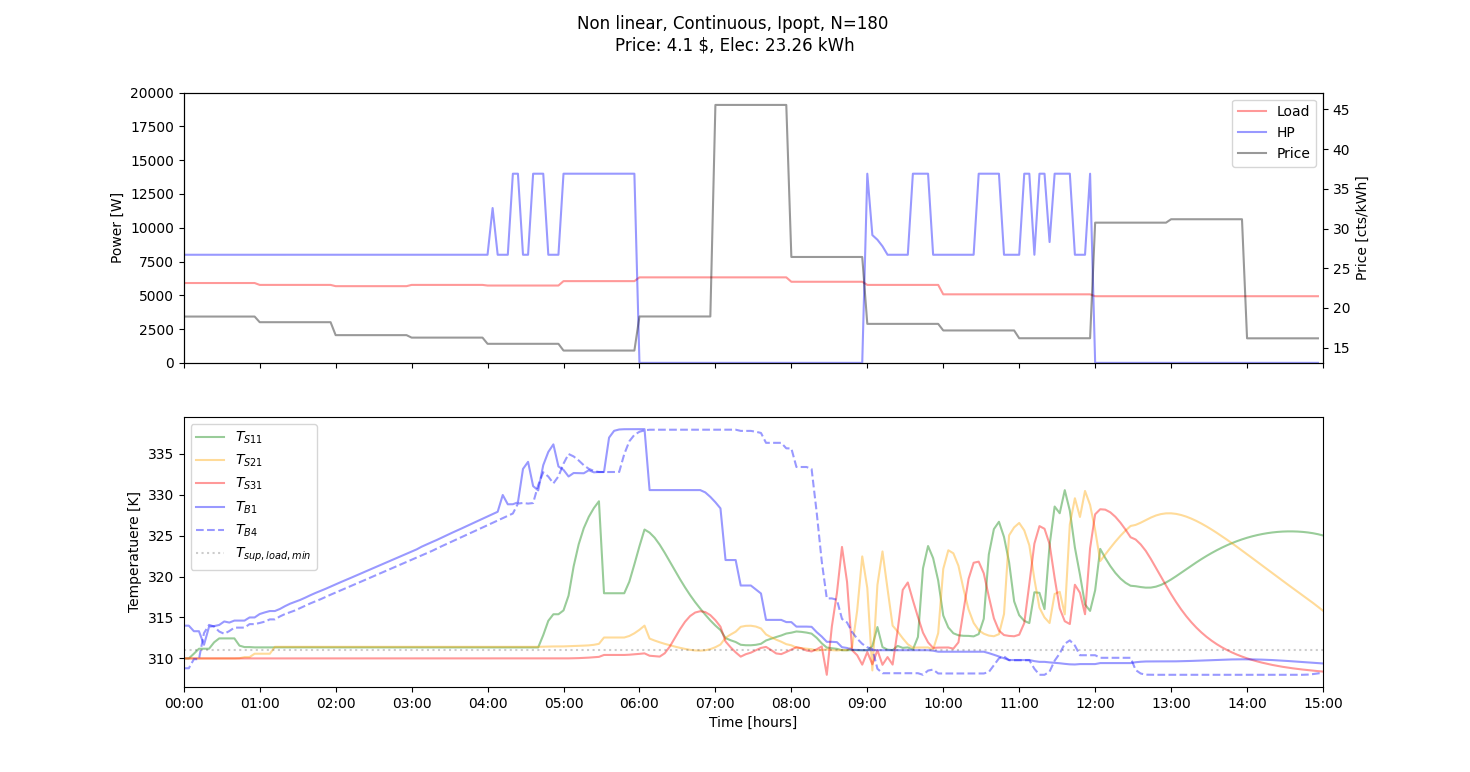 Non linear, Continuous, Ipopt, N=180
Price: 4.1 $, Elec: 23.26 kWh
20000
17500
15000
12500
10000
7500
5000
2500
0
Power [W]
45
40
35
30
25
20
15
Price [cts/kWh]
Load
HP
Price
335
330
325
320
315
310
Temperatuere [K]
T_{S11}
T_{S21}
T_{S31}
T_{B1}
T_{B4}
T_{sup, load, min}
00:00 01:00 02:00 03:00 04:00 05:00 06:00 07:00 08:00 09:00 10:00 11:00 12:00 13:00 14:00 15:00
Time [hours]